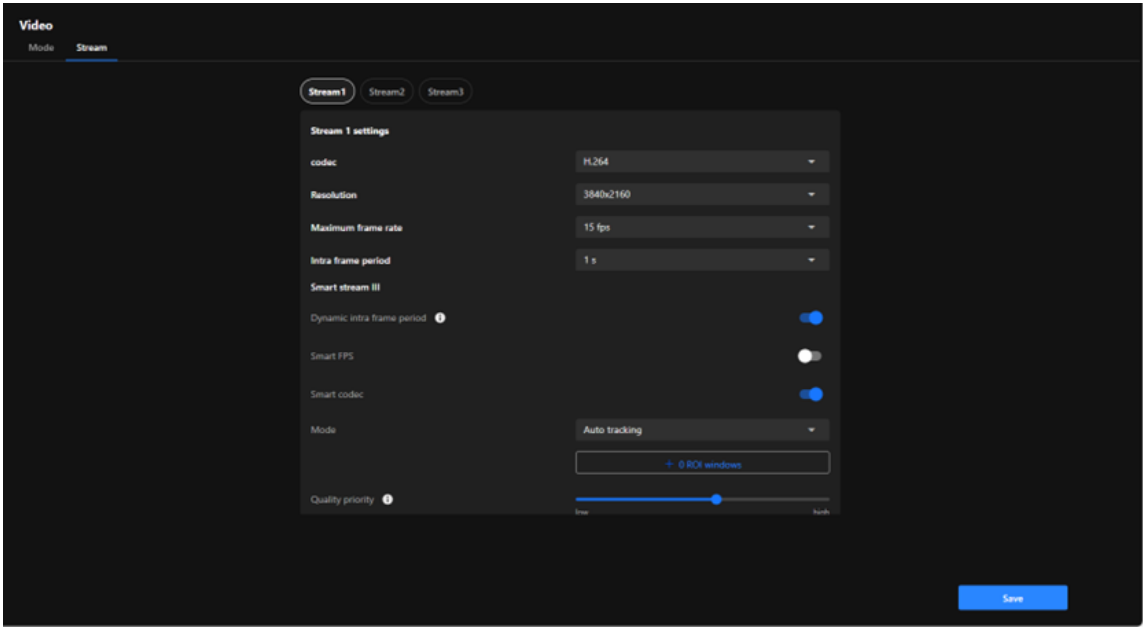 Video
Mode Stream
Stream1 Stream2 Stream3
Stream 1 settings
codec H.264
Resolution 3840x2160
Maximum frame rate 15 fps
Intra frame period 1 s
Smart stream III
Dynamic intra frame period
Smart FPS
Smart codec
Mode Auto tracking
+ 0 ROI windows
Quality priority
low high
Save